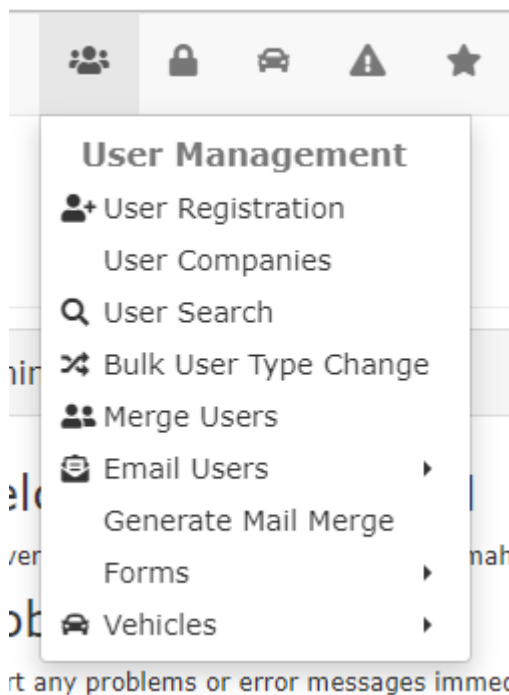 User Management
User Registration
User Companies
User Search
Bulk User Type Change
Merge Users
Email Users
Generate Mail Merge
Forms
Vehicles
rt any problems or error messages immed